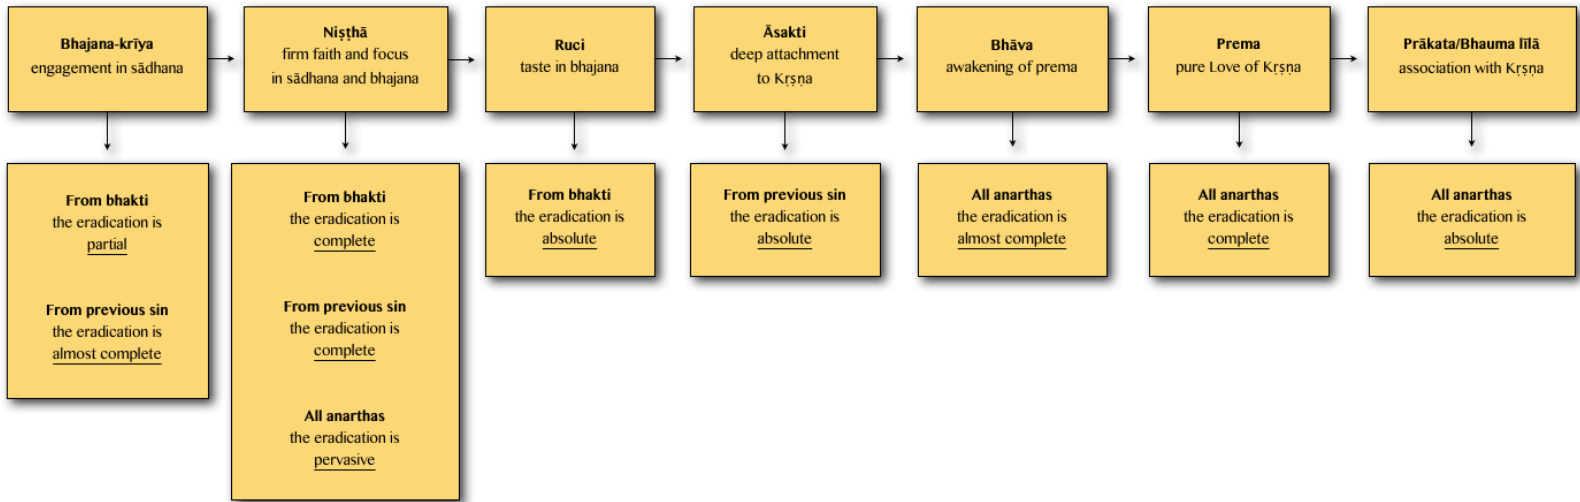 Bhajana-krīya
engagement in sādhana
Niṣṭhā
firm faith and focus
in sādhana and bhajana
Ruci
taste in bhajana
Āsakti
deep attachment
to Kṛṣṇa
Bhāva
awakening of prema
Prema
pure Love of Kṛṣṇa
Prākata/Bhauma līlā
association with Kṛṣṇa
From bhakti
the eradication is
partial
From previous sin
the eradication is
almost complete
From bhakti
the eradication is
complete
From previous sin
the eradication is
complete
All anarthas
the eradication is
pervasive
From bhakti
the eradication is
absolute
From previous sin
the eradication is
absolute
All anarthas
the eradication is
almost complete
All anarthas
the eradication is
complete
All anarthas
the eradication is
absolute